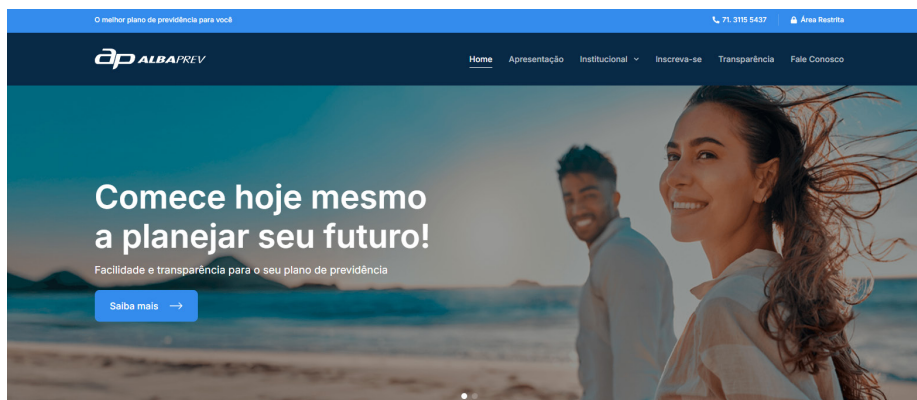 O melhor plano de previdência para você
71. 3115 5437
Área Restrita
ap ALBAPREV
Home
Apresentação
Institucional
Inscreva-se
Transparência
Fale Conosco
Comece hoje mesmo
a planejar seu futuro!
Facilidade e transparência para o seu plano de previdência
Saiba mais